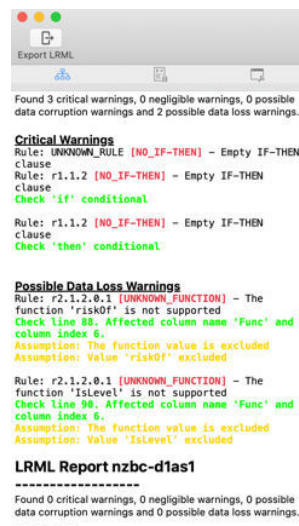 Export LRML
Found 3 critical warnings, 0 negligible warnings, 0 possible
data corruption warnings and 2 possible data loss warnings.
Critical Warnings
Rule: UNKNOWN_RULE [NO_IF-THEN] – Empty IF-THEN
clause
Rule: r1.1.2 [NO_IF-THEN] – Empty IF-THEN
clause
Check 'if' conditional
Rule: r1.1.2 [NO_IF-THEN] – Empty IF-THEN
clause
Check 'then' conditional
Possible Data Loss Warnings
Rule: r2.1.2.0.1 [UNKNOWN_FUNCTION] – The
function 'riskOf' is not supported
Check line 88. Affected column name 'Func' and
column index 6.
Assumption: The function value is excluded
Assumption: Value 'riskOf' excluded
Rule: r2.1.2.0.1 [UNKNOWN_FUNCTION] – The
function 'IsLevel' is not supported
Check line 90. Affected column name 'Func' and
column index 6.
Assumption: The function value is excluded
Assumption: Value 'IsLevel' excluded
LRML Report nzbc-d1as1
------------------
Found 0 critical warnings, 0 negligible warnings, 0 possible
data corruption warnings and 0 possible data loss warnings.